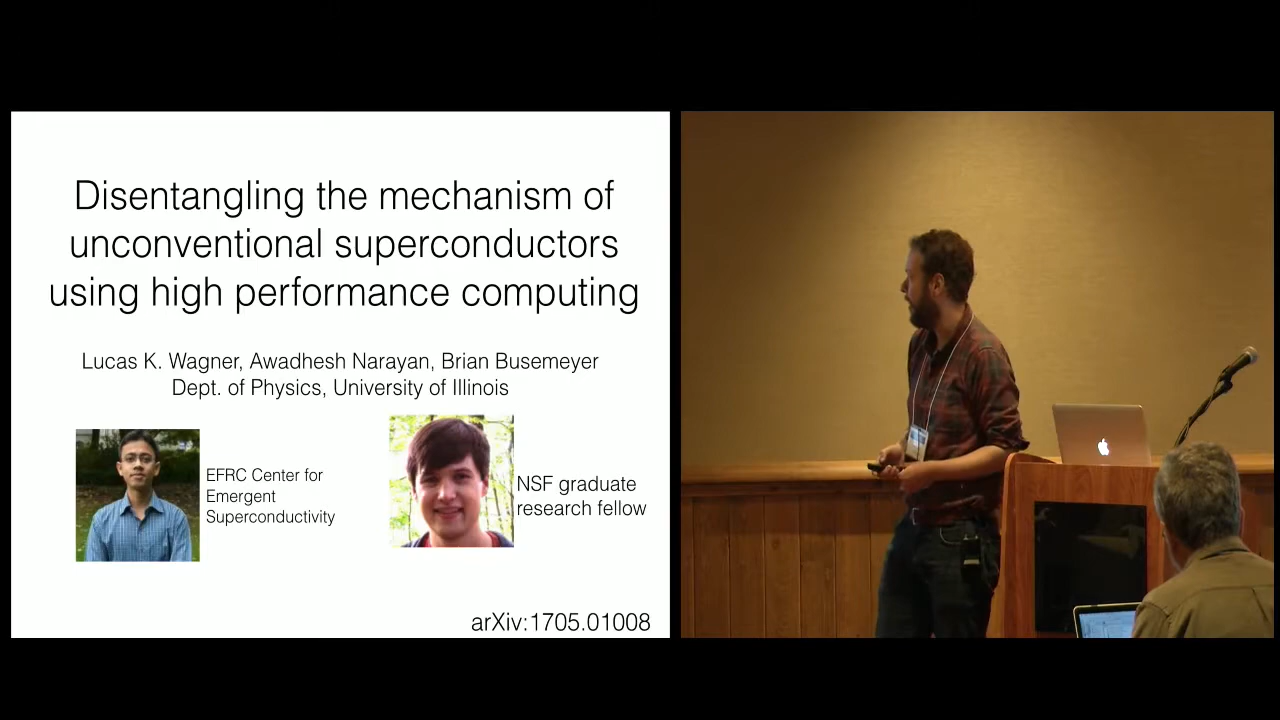 Disentangling the mechanism of
unconventional superconductors
using high performance computing
Lucas K. Wagner, Awadhesh Narayan, Brian Busemeyer
Dept. of Physics, University of Illinois
EFRC Center for
Emergent
Superconductivity
NSF graduate
research fellow
arXiv:1705.01008